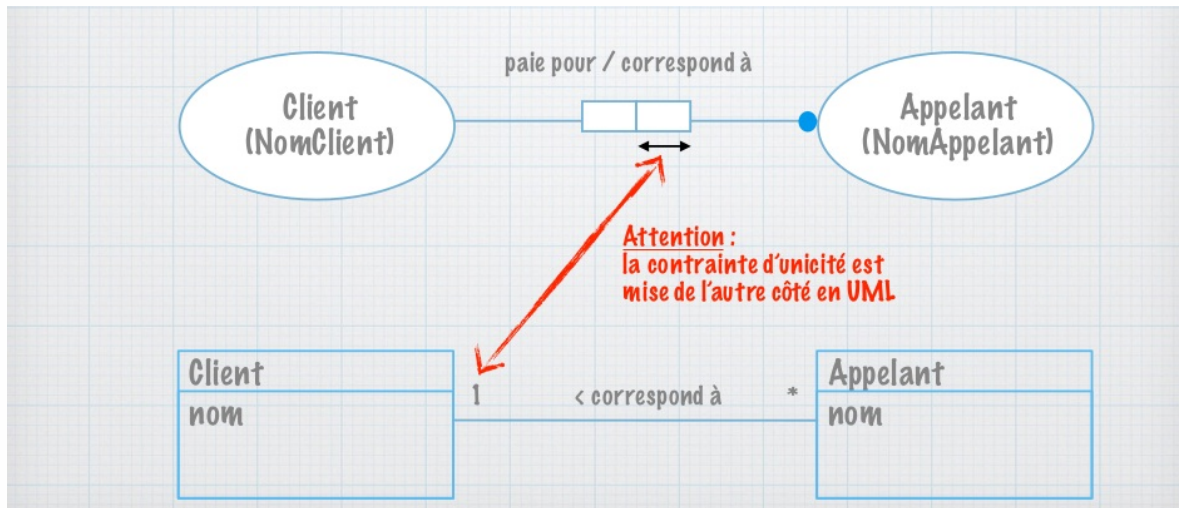 paie pour / correspond à
Client
(NomClient)
Appelant
(NomAppelant)
Attention :
la contrainte d'unicité est
mise de l'autre côté en UML
Client
nom
1
< correspond à
*
Appelant
nom